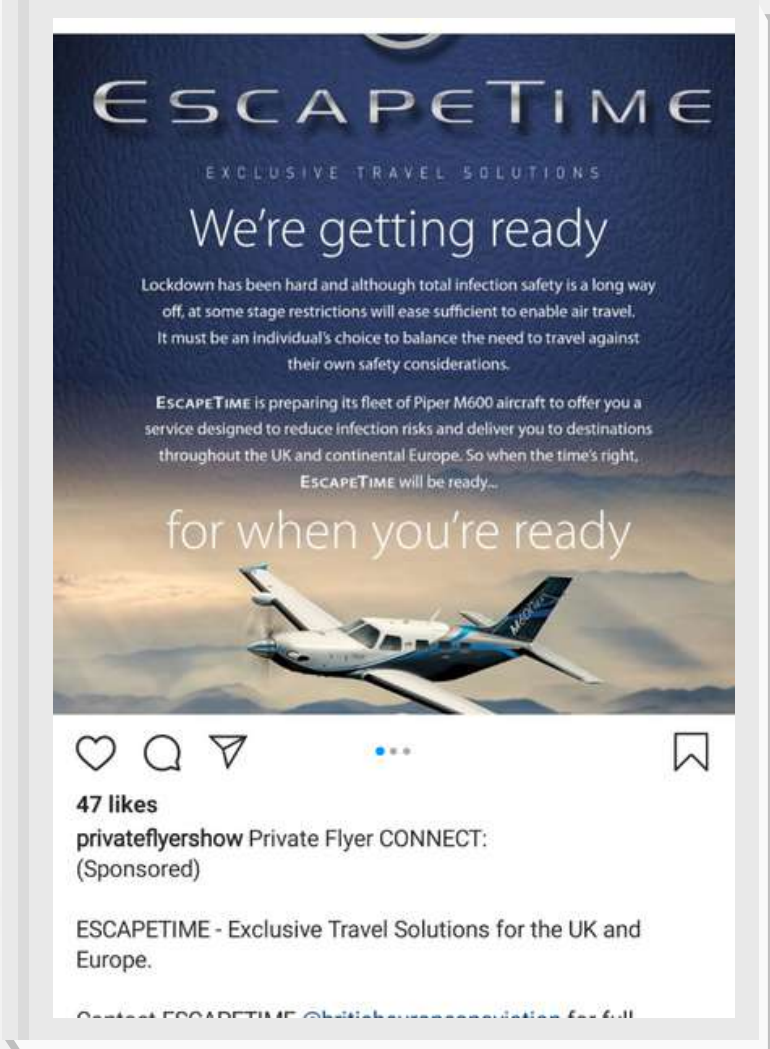 ESCAPETIME
EXCLUSIVE TRAVEL SOLUTIONS
We're getting ready
Lockdown has been hard and although total infection safety is a long way
off, at some stage restrictions will ease sufficient to enable air travel.
It must be an individual's choice to balance the need to travel against
their own safety considerations.
ESCAPETIME is preparing its fleet of Piper M600 aircraft to offer you a
service designed to reduce infection risks and deliver you to destinations
throughout the UK and continental Europe. So when the time's right,
ESCAPETIME will be ready...
for when you're ready
47 likes
privateflyershow Private Flyer CONNECT:
(Sponsored)
ESCAPETIME - Exclusive Travel Solutions for the UK and
Europe.
Contact ESCAPETIME @britisheuropeanaviation for full